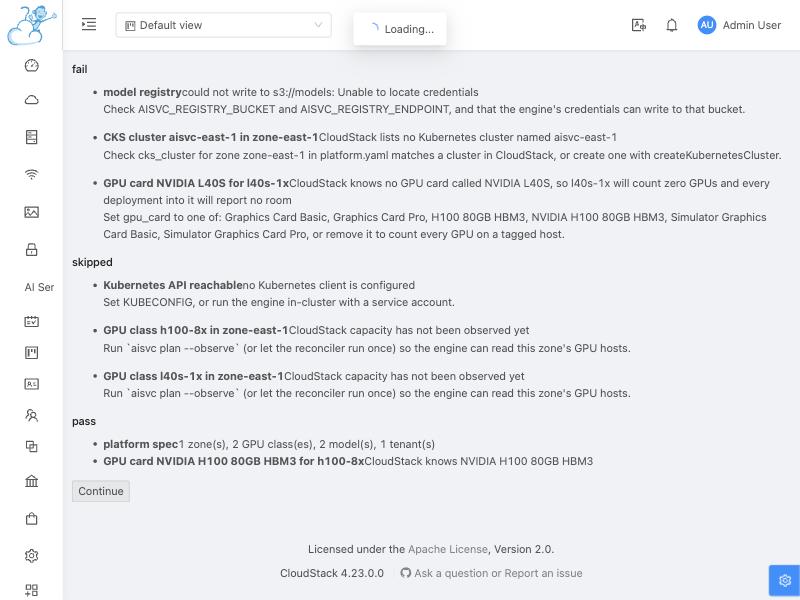 Default view
Loading...
AU
Admin User
fail
• model registrycould not write to s3://models: Unable to locate credentials
Check AISVC_REGISTRY_BUCKET and AISVC_REGISTRY_ENDPOINT, and that the engine's credentials can write to that bucket.
• CKS cluster aisvc-east-1 in zone-east-1CloudStack lists no Kubernetes cluster named aisvc-east-1
Check cks_cluster for zone zone-east-1 in platform.yaml matches a cluster in CloudStack, or create one with createKubernetesCluster.
• GPU card NVIDIA L40S for l40s-1xCloudStack knows no GPU card called NVIDIA L40S, so l40s-1x will count zero GPUs and every
deployment into it will report no room
Set gpu_card to one of: Graphics Card Basic, Graphics Card Pro, H100 80GB HBM3, NVIDIA H100 80GB HBM3, Simulator Graphics
Card Basic, Simulator Graphics Card Pro, or remove it to count every GPU on a tagged host.
skipped
• Kubernetes API reachableno Kubernetes client is configured
Set KUBECONFIG, or run the engine in-cluster with a service account.
AI Ser
• GPU class h100-8x in zone-east-1CloudStack capacity has not been observed yet
Run `aisvc plan --observe` (or let the reconciler run once) so the engine can read this zone's GPU hosts.
• GPU class l40s-1x in zone-east-1CloudStack capacity has not been observed yet
Run `aisvc plan --observe` (or let the reconciler run once) so the engine can read this zone's GPU hosts.
pass
• platform spec1 zone(s), 2 GPU class(es), 2 model(s), 1 tenant(s)
• GPU card NVIDIA H100 80GB HBM3 for h100-8xCloudStack knows NVIDIA H100 80GB HBM3
Continue
Licensed under the Apache License, Version 2.0.
CloudStack 4.23.0.0
Ask a question or Report an issue